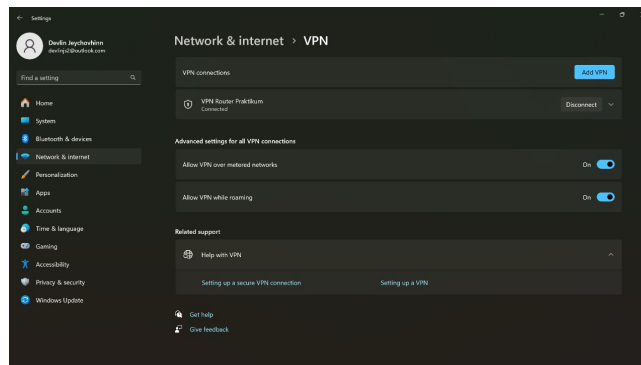 Settings
Devlin Jeychovhinn
devlinjs2@outlook.com
Find a setting
Home
System
Bluetooth & devices
Network & internet
Personalization
Apps
Accounts
Time & language
Gaming
Accessibility
Privacy & security
Windows Update
Network & internet > VPN
VPN connections
Add VPN
VPN Router Praktikum
Connected
Disconnect
Advanced settings for all VPN connections
Allow VPN over metered networks
On
Allow VPN while roaming
On
Related support
Help with VPN
Setting up a secure VPN connection
Setting up a VPN
Get help
Give feedback